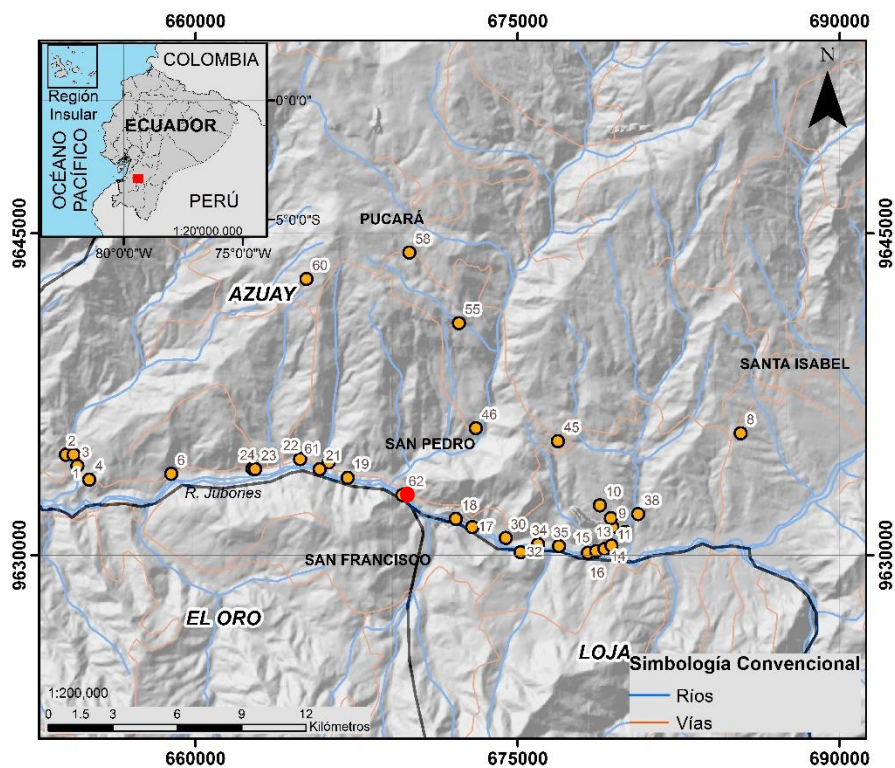 660000
675000
690000
COLOMBIA
N
Región
Insular
0°0'0"
ECUADOR
OCÉANO
PACÍFICO
PERÚ
5°0'0"S
1:20'000.000
80°0'0"W
75°0'0"W
PUCARÁ
9645000
9645000
58
60
AZUAY
55
SANTA ISABEL
2
3
1
4
6
24
23
22
61
21
19
46
SAN PEDRO
45
8
R. Jubones
62
18
17
30
34
32
35
10
9
38
15
13
11
14
16
9630000
9630000
SAN FRANCISCO
EL ORO
LOJA
1:200,000
0 1.5 3 6 9 12
Kilómetros
Simbología Convencional
Ríos
Vías
660000
675000
690000